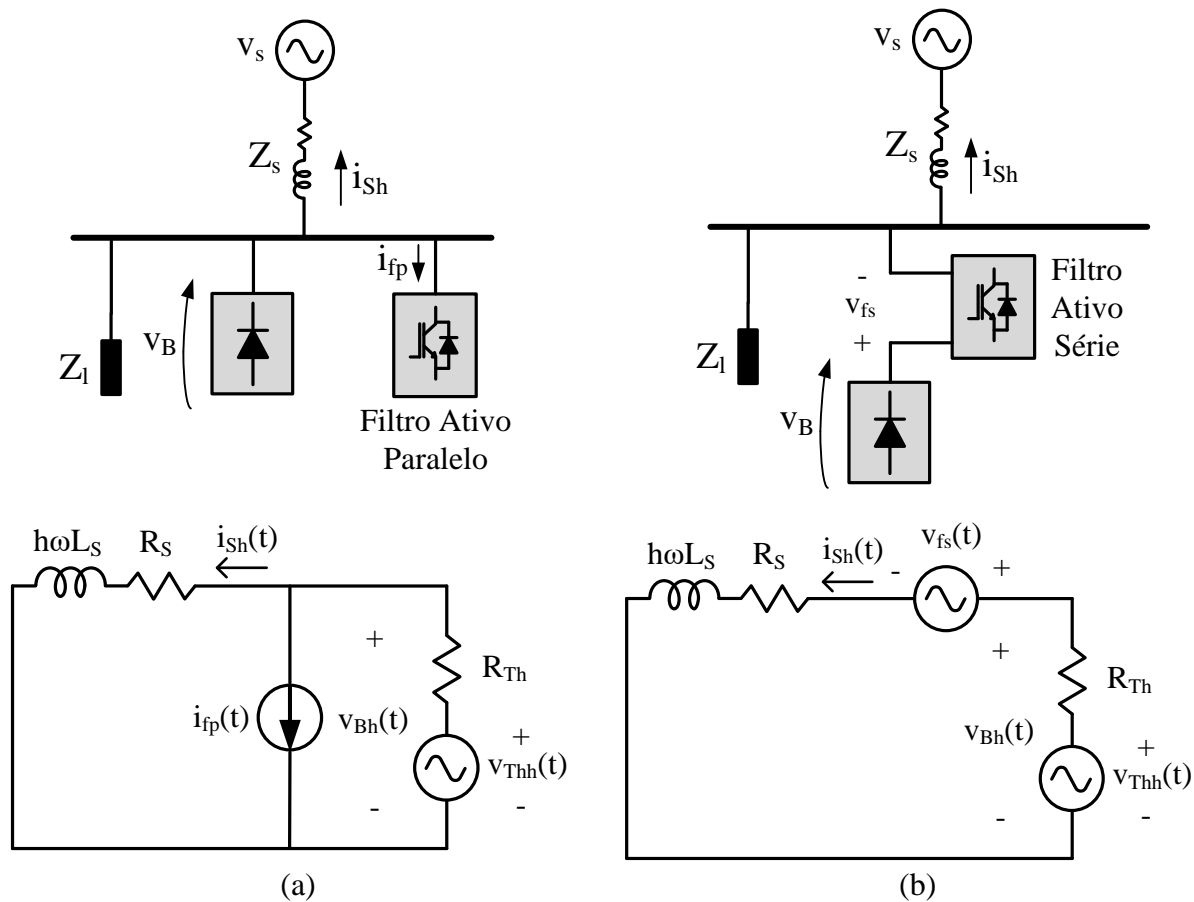 vs
Zs
iSh
ifp
vB
Zl
Filtro Ativo
Paralelo
hωLS
RS
iSh(t)
+
RTh
ifp(t)
vBh(t)
+
vThh(t)
-
-
(a)
vs
Zs
iSh
-
vfs
+
Filtro
Ativo
Série
Zl
vB
hωLS
RS
iSh(t)
vfs(t)
-
+
+
RTh
vBh(t)
+
vThh(t)
-
-
(b)